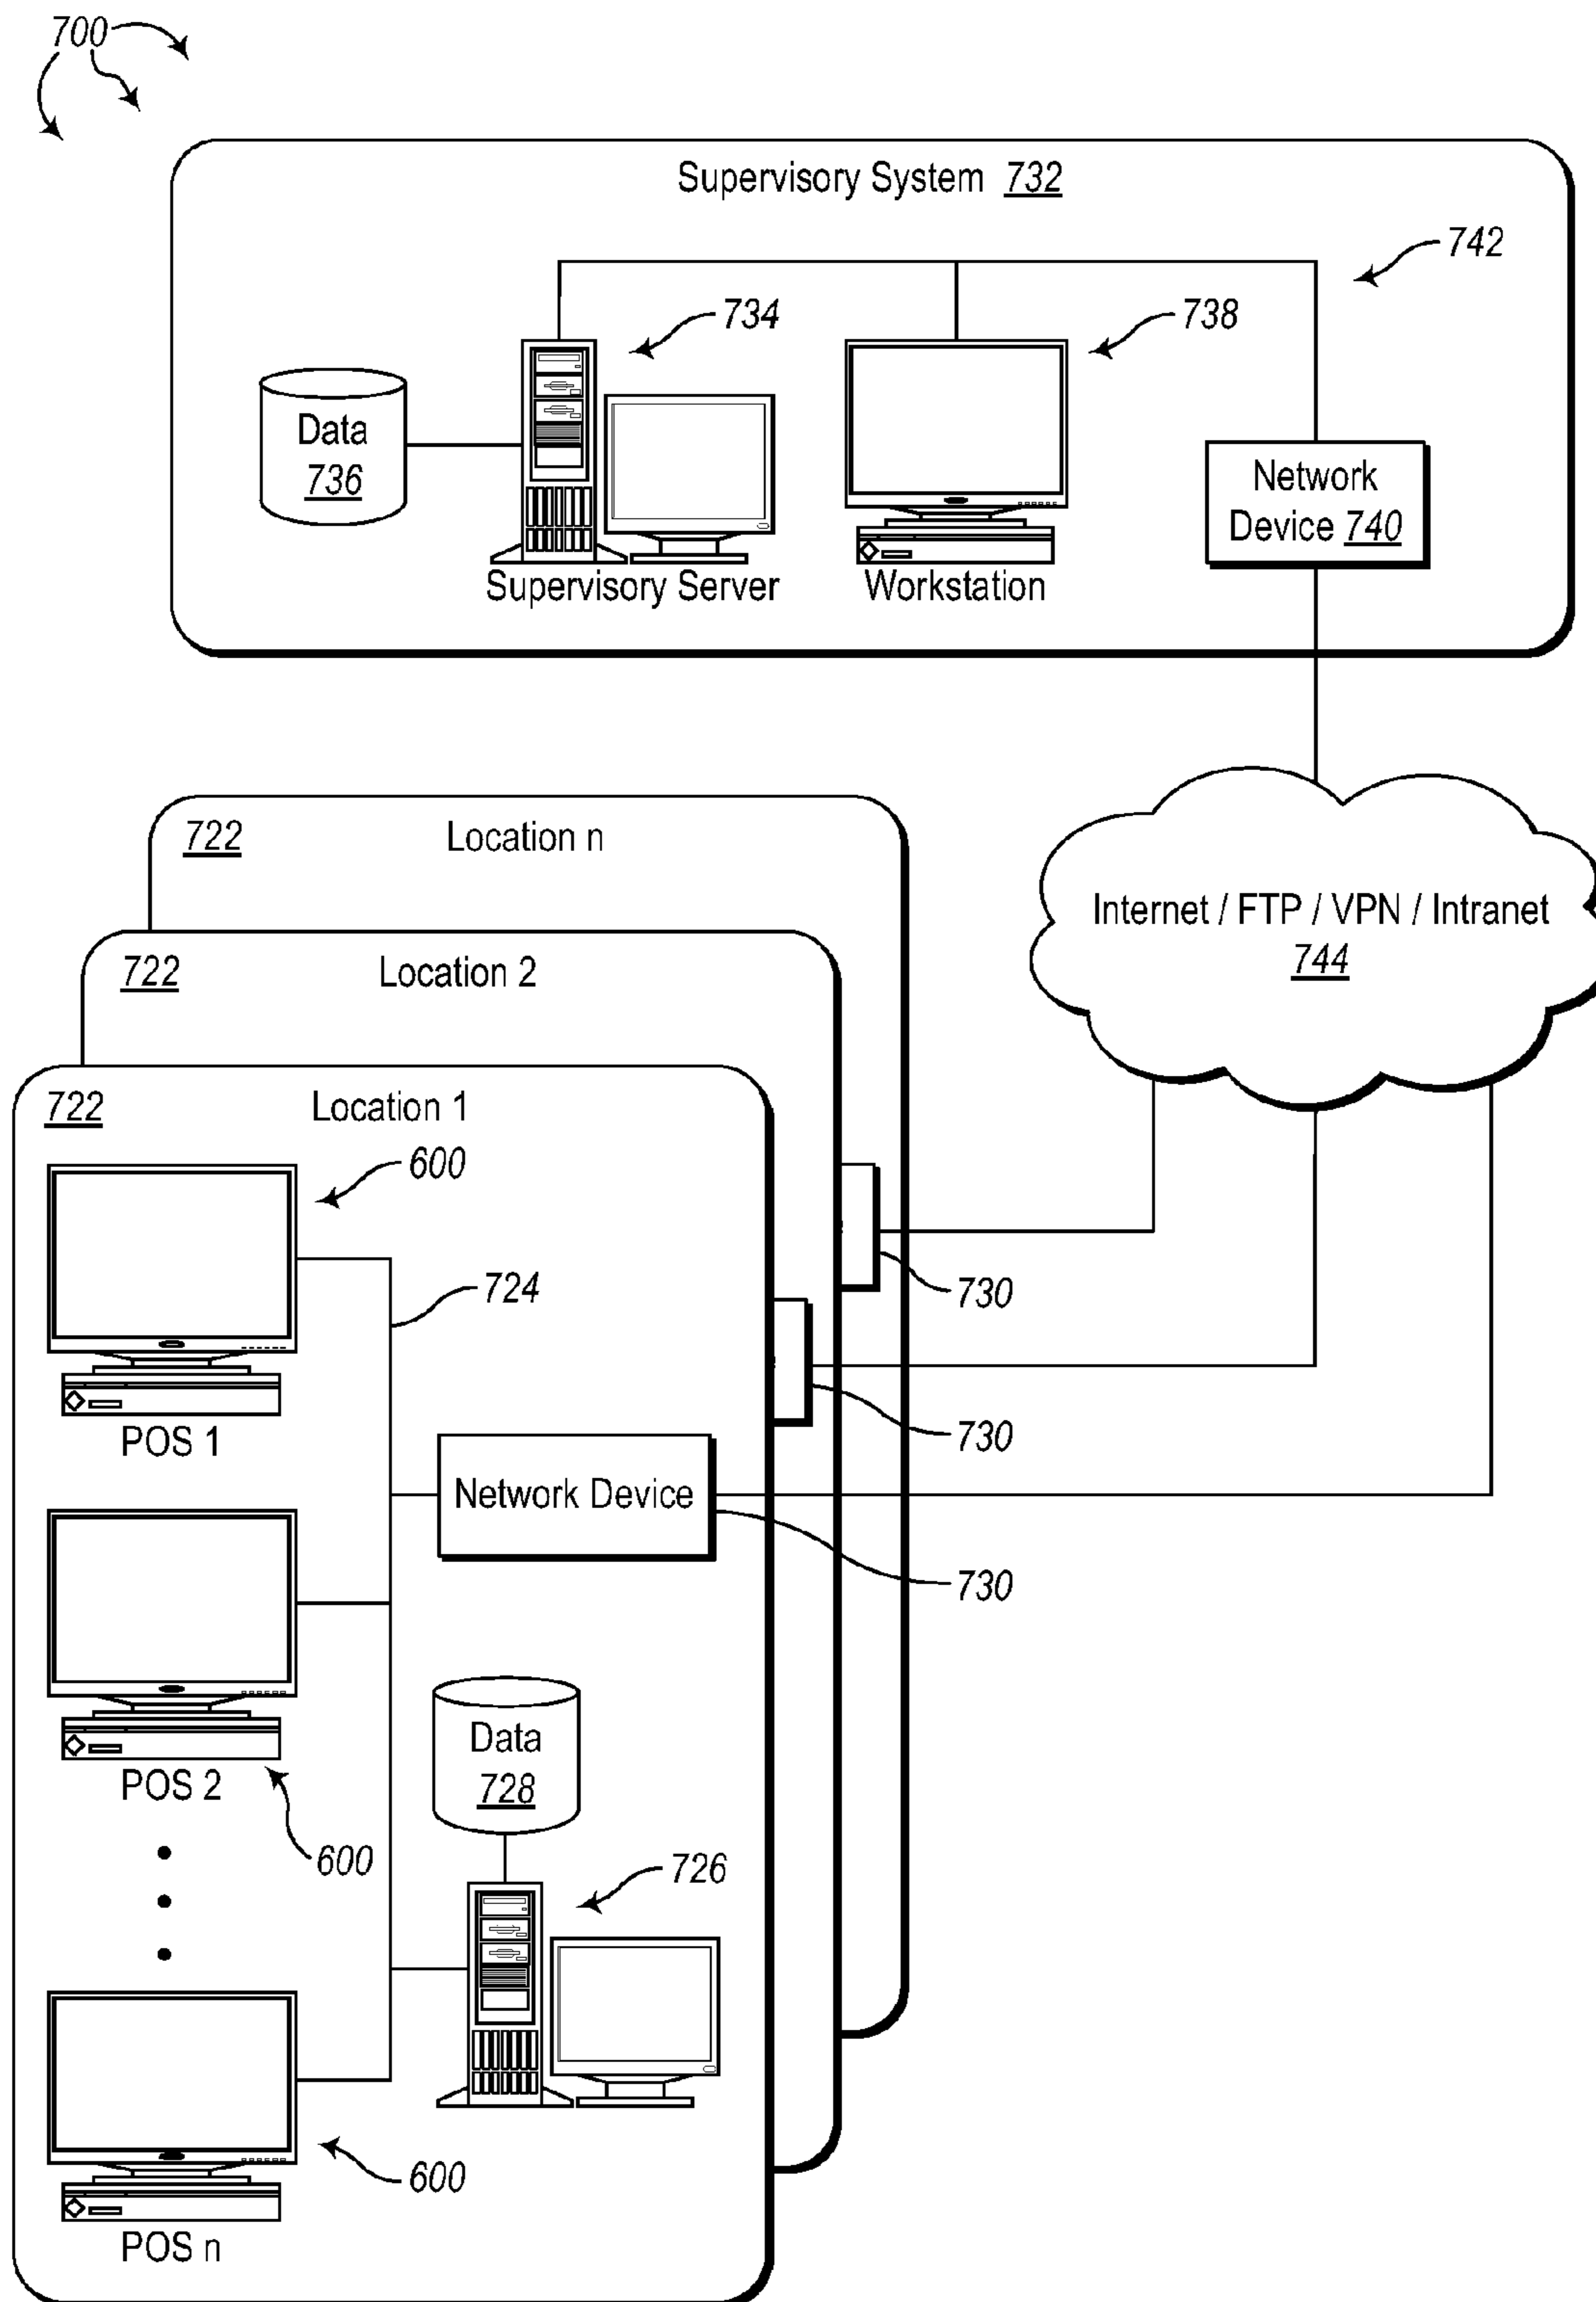 700
Supervisory System 732
742
734
738
Data
736
Network
Device 740
Supervisory Server
Workstation
722
Location n
Internet / FTP / VPN / Intranet
744
722
Location 2
722
Location 1
600
724
730
POS 1
730
Network Device
730
Data
728
POS 2
600
726
600
POS n